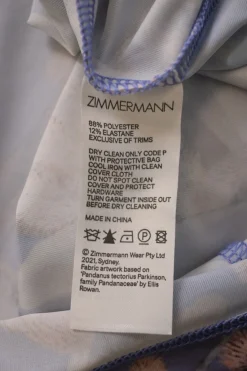 ZIMMERMANN
88% POLYESTER
12% ELASTANE
EXCLUSIVE OF TRIMS
DRY CLEAN ONLY CODE P
WITH PROTECTIVE BAG
COOL IRON WITH CLEAN
COVER CLOTH
DO NOT SPOT CLEAN
COVER AND PROTECT
HARDWARE
TURN GARMENT INSIDE OUT
BEFORE DRY CLEANING
MADE IN CHINA
P
© Zimmermann Wear Pty Ltd
2021, Sydney.
Fabric artwork based on
'Pandanus tectorius Parkinson,
family Pandanaceae' by Ellis
Rowan.